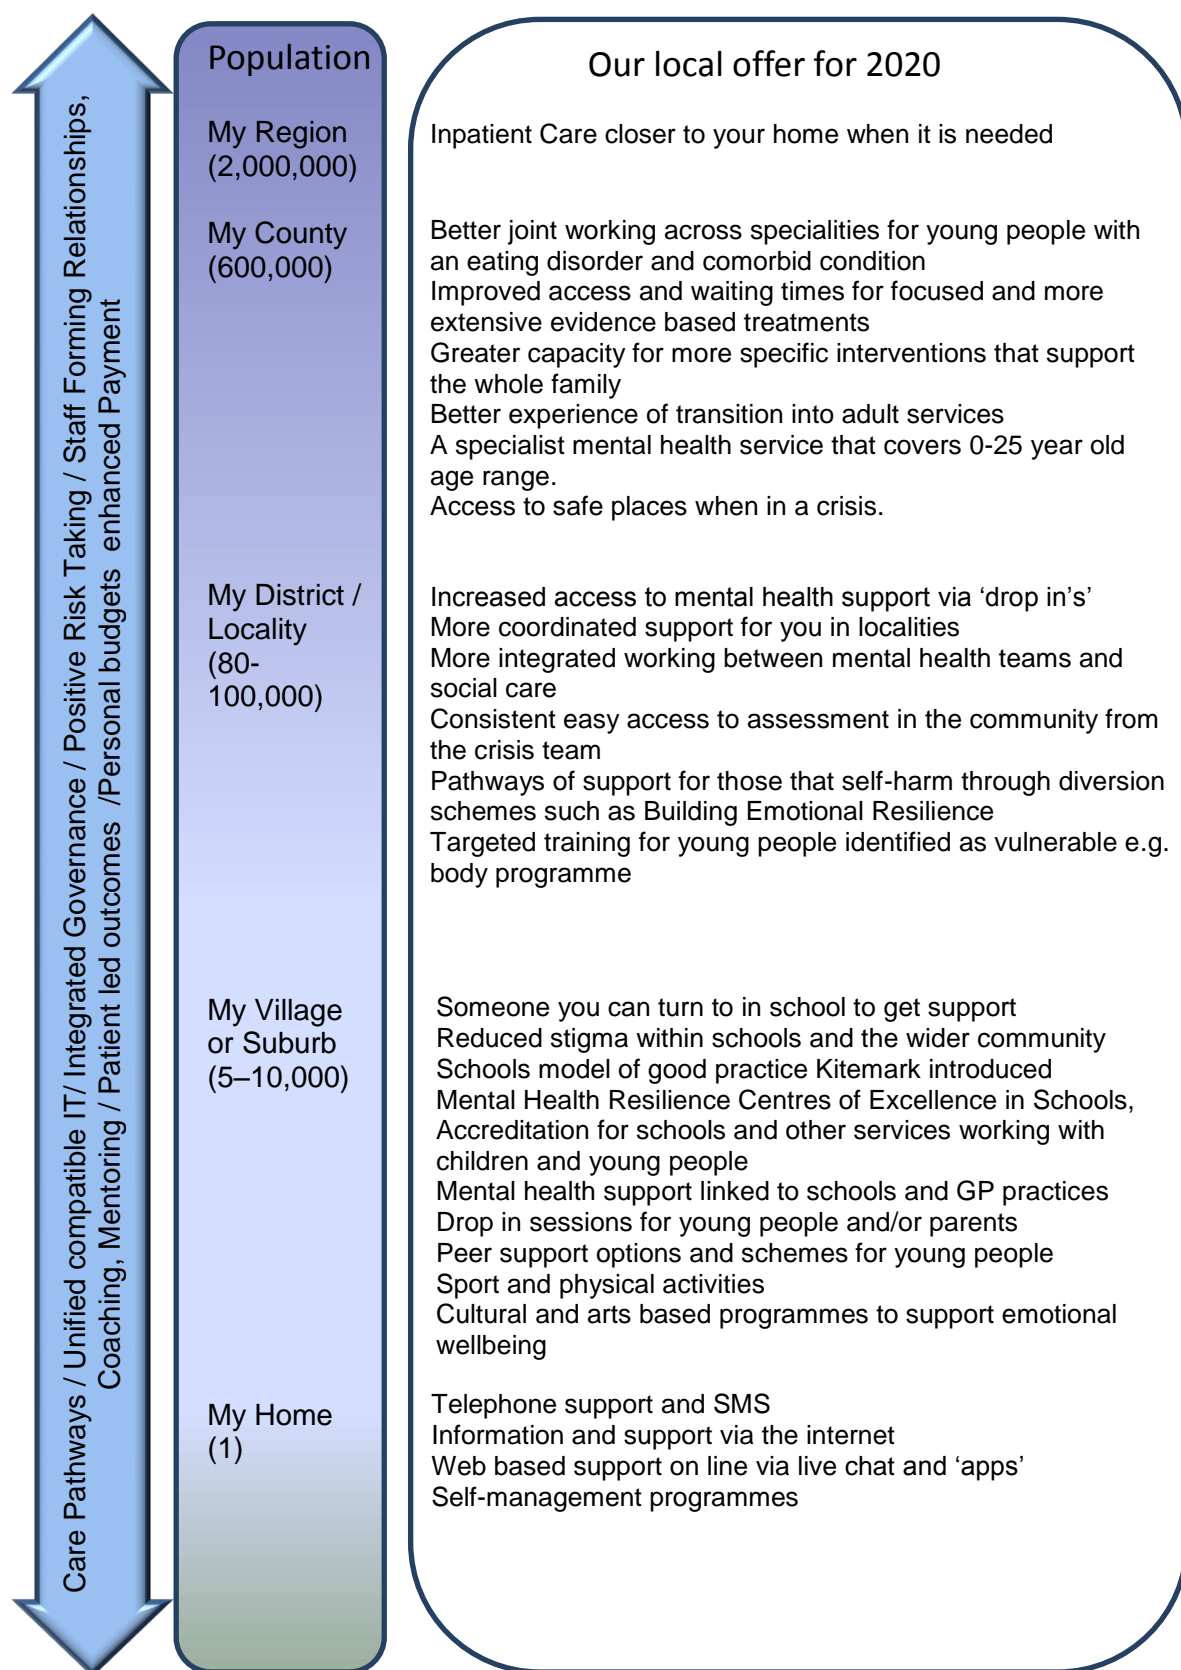 Care Pathways / Unified compatible IT/ Integrated Governance / Positive Risk Taking / Staff Forming Relationships,
Coaching, Mentoring / Patient led outcomes /Personal budgets enhanced Payment
Population
My Region
(2,000,000)
My County
(600,000)
My District /
Locality
(80-
100,000)
My Village
or Suburb
(5–10,000)
My Home
(1)
Our local offer for 2020
Inpatient Care closer to your home when it is needed
Better joint working across specialities for young people with
an eating disorder and comorbid condition
Improved access and waiting times for focused and more
extensive evidence based treatments
Greater capacity for more specific interventions that support
the whole family
Better experience of transition into adult services
A specialist mental health service that covers 0-25 year old
age range.
Access to safe places when in a crisis.
Increased access to mental health support via ‘drop in’s’
More coordinated support for you in localities
More integrated working between mental health teams and
social care
Consistent easy access to assessment in the community from
the crisis team
Pathways of support for those that self-harm through diversion
schemes such as Building Emotional Resilience
Targeted training for young people identified as vulnerable e.g.
body programme
Someone you can turn to in school to get support
Reduced stigma within schools and the wider community
Schools model of good practice Kitemark introduced
Mental Health Resilience Centres of Excellence in Schools,
Accreditation for schools and other services working with
children and young people
Mental health support linked to schools and GP practices
Drop in sessions for young people and/or parents
Peer support options and schemes for young people
Sport and physical activities
Cultural and arts based programmes to support emotional
wellbeing
Telephone support and SMS
Information and support via the internet
Web based support on line via live chat and ‘apps’
Self-management programmes